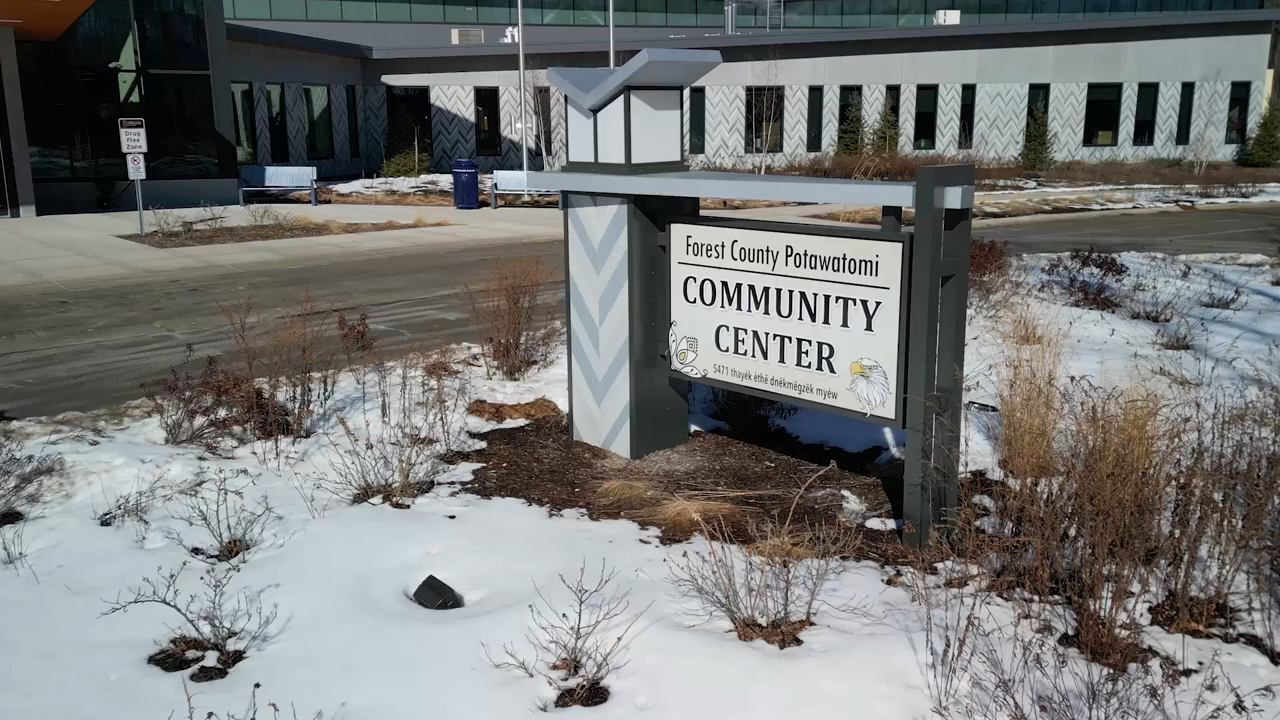 Drug
Free
Zone
Forest County Potawatomi
COMMUNITY
CENTER
5471 thayék éthë dnëkmëgzëk myéw